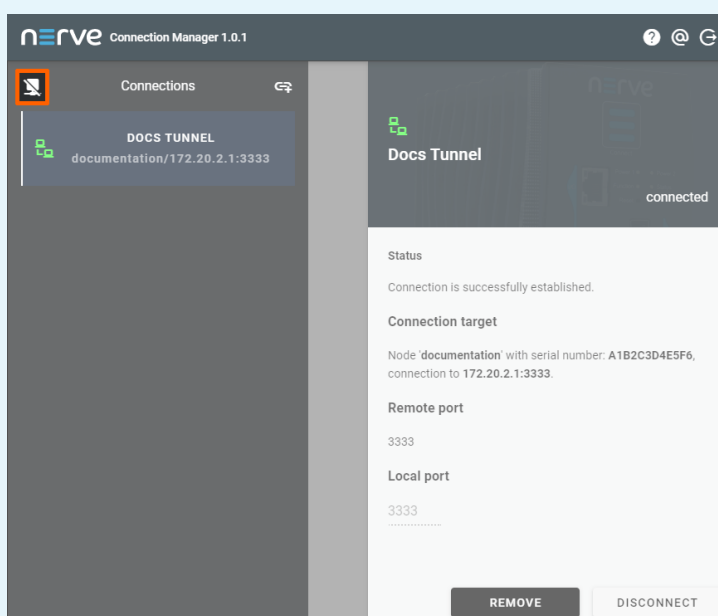 nerve Connection Manager 1.0.1
Connections
DOCS TUNNEL
documentation/172.20.2.1:3333
nerve
Docs Tunnel
connected
Status
Connection is successfully established.
Connection target
Node 'documentation' with serial number: A1B2C3D4E5F6,
connection to 172.20.2.1:3333.
Remote port
3333
Local port
3333
REMOVE
DISCONNECT